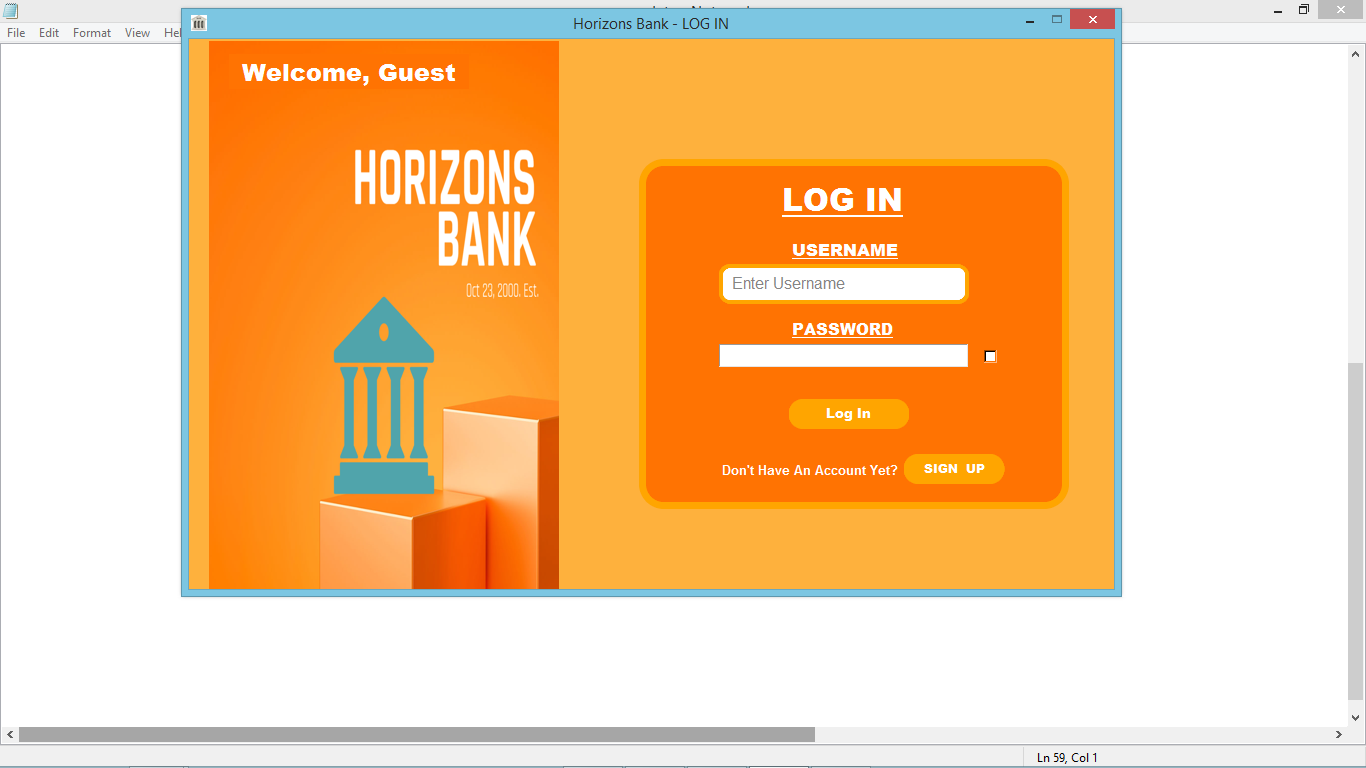 Horizons Bank - LOG IN
File Edit Format View Hel
Welcome, Guest
HORIZONS
BANK
Oct 23, 2000. Est.
LOG IN
USERNAME
Enter Username
PASSWORD
Log In
Don't Have An Account Yet? SIGN UP
Ln 59, Col 1